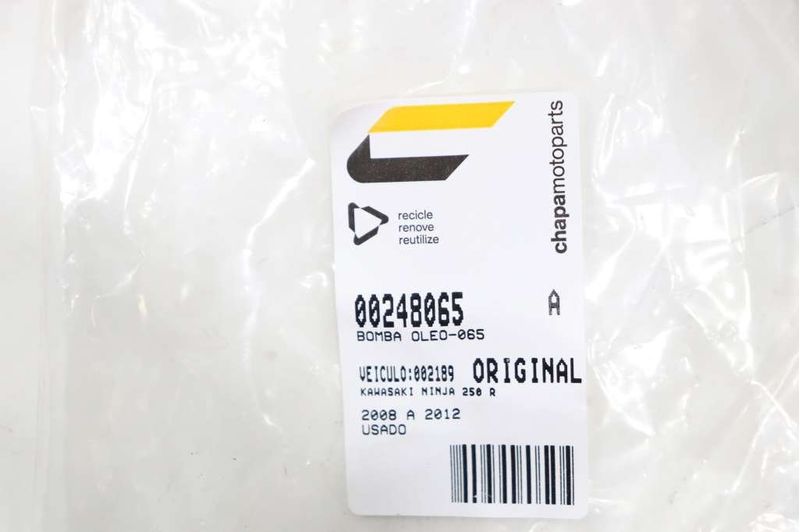 chapamotoparts
recicle
renove
reutilize
00248065 A
BOMBA OLEO-065
VEICULO:002189 ORIGINAL
KAWASAKI NINJA 250 R
2008 A 2012
USADO